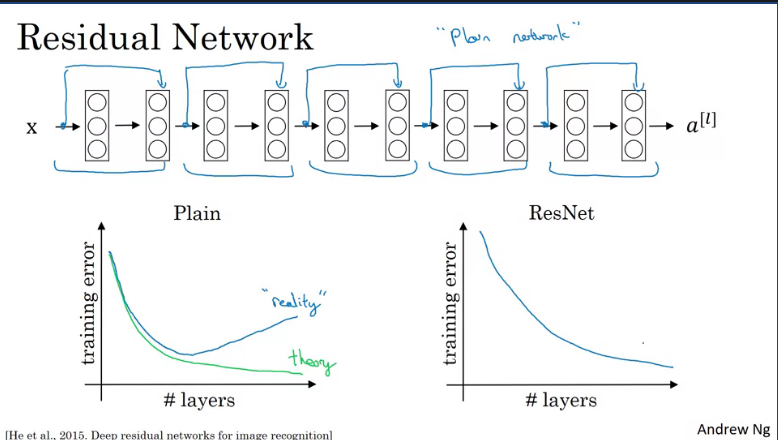 Residual Network
"Plain network"
x
a[l]
Plain
ResNet
training error
"reality"
theory
# layers
training error
# layers
Andrew Ng
[He et al., 2015. Deep residual networks for image recognition]